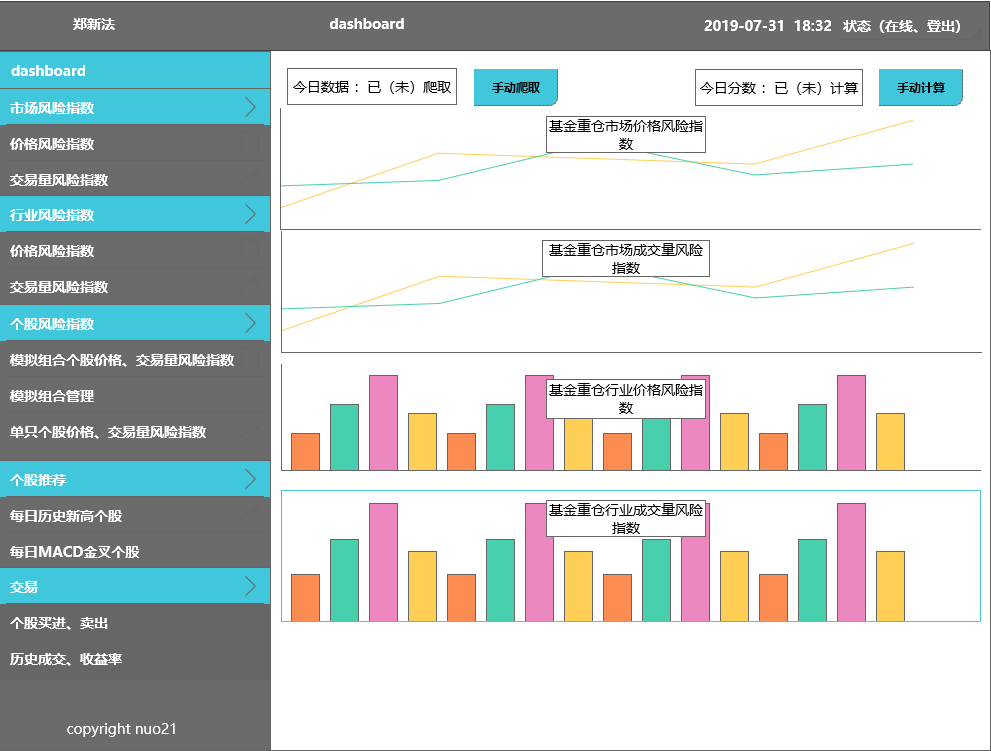 郑新法
dashboard
2019-07-31 18:32 状态（在线、登出）
dashboard
市场风险指数
价格风险指数
交易量风险指数
行业风险指数
价格风险指数
交易量风险指数
个股风险指数
模拟组合个股价格、交易量风险指数
模拟组合管理
单只个股价格、交易量风险指数
个股推荐
每日历史新高个股
每日MACD金叉个股
交易
个股买进、卖出
历史成交、收益率
copyright nuo21
今日数据： 已（未）爬取
手动爬取
今日分数： 已（未）计算
手动计算
基金重仓市场价格风险指
数
基金重仓市场成交量风险
指数
基金重仓行业价格风险指
数
基金重仓行业成交量风险
指数